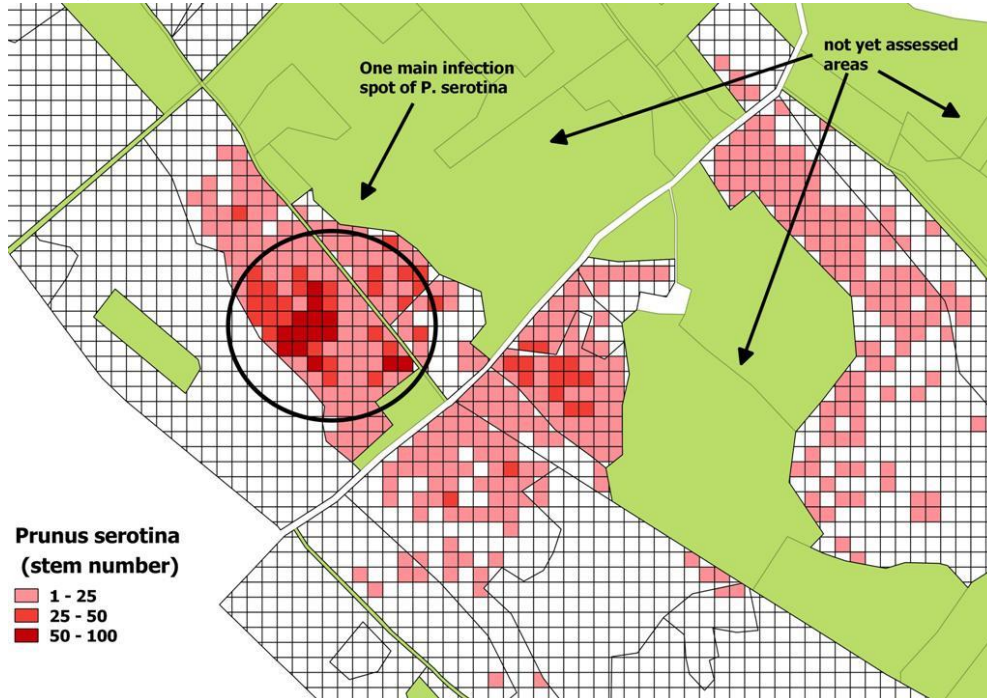 One main infection
spot of P. serotina
not yet assessed
areas
Prunus serotina
(stem number)
1 - 25
25 - 50
50 - 100